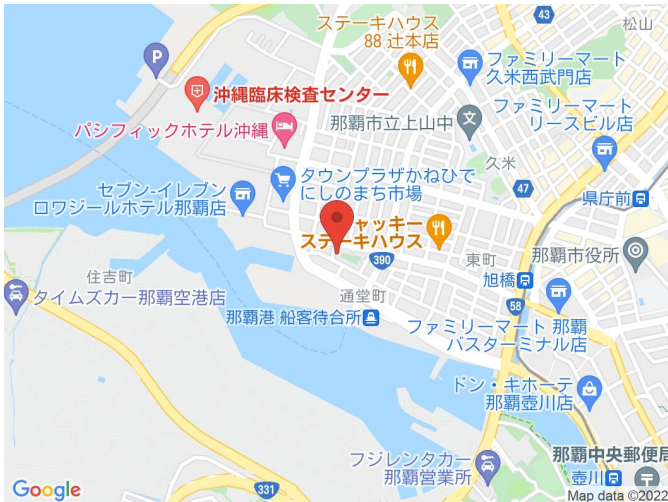 ステーキハウス
88 辻本店
43
松山
P
ファミリーマート
久米西武門店
沖縄臨床検査センター
パシフィックホテル沖縄
那覇市立上山中
文
ファミリーマート
リースビル店
久米
タウンプラザかねひで
にしのまち市場
47
県庁前
セブン-イレブン
ロワジールホテル那覇店
ャッキー
ステーキハウス
那覇市役所
390
東町
旭橋
住吉町
タイムズカー那覇空港店
通堂町
58
那覇港 船客待合所
ファミリーマート 那覇
バスターミナル店
ドン・キホーテ
那覇壺川店
フジレンタカー
那覇営業所
那覇中央郵便局
壺川
331
Google
Map data ©2022